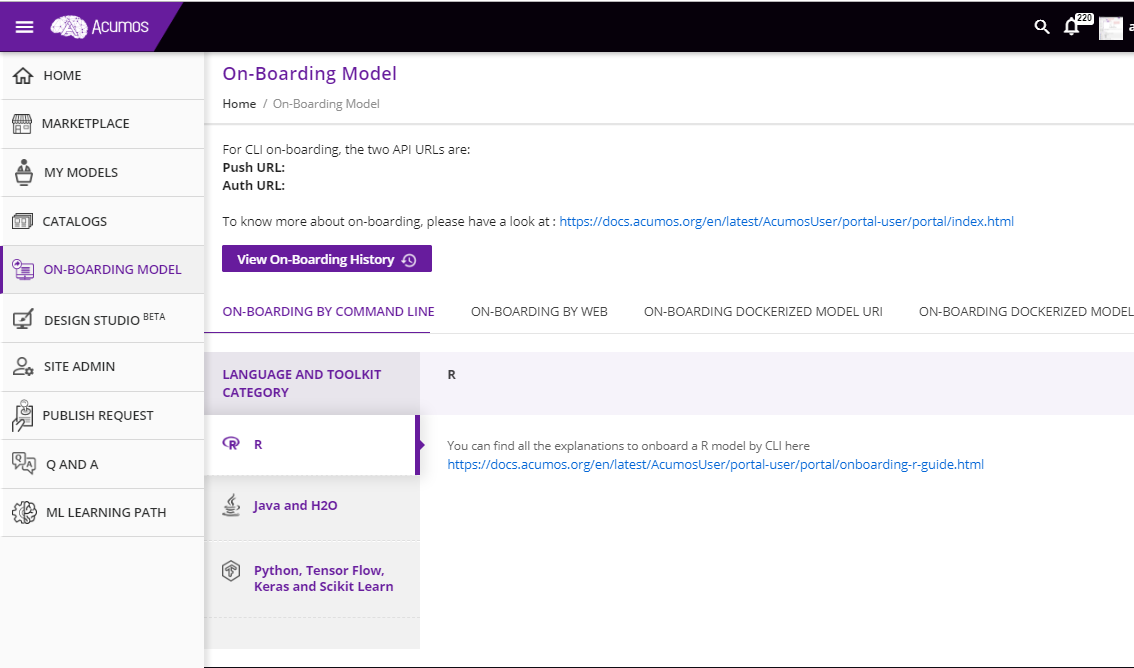 Acumos
220
HOME
MARKETPLACE
MY MODELS
CATALOGS
ON-BOARDING MODEL
DESIGN STUDIO BETA
SITE ADMIN
PUBLISH REQUEST
Q AND A
ML LEARNING PATH
On-Boarding Model
Home / On-Boarding Model
For CLI on-boarding, the two API URLs are:
Push URL:
Auth URL:
To know more about on-boarding, please have a look at : https://docs.acumos.org/en/latest/AcumosUser/portal-user/portal/index.html
View On-Boarding History
ON-BOARDING BY COMMAND LINE ON-BOARDING BY WEB ON-BOARDING DOCKERIZED MODEL URI ON-BOARDING DOCKERIZED MODEL
LANGUAGE AND TOOLKIT
CATEGORY
R
R
Java and H2O
Python, Tensor Flow,
Keras and Scikit Learn
You can find all the explanations to onboard a R model by CLI here
https://docs.acumos.org/en/latest/AcumosUser/portal-user/portal/onboarding-r-guide.html